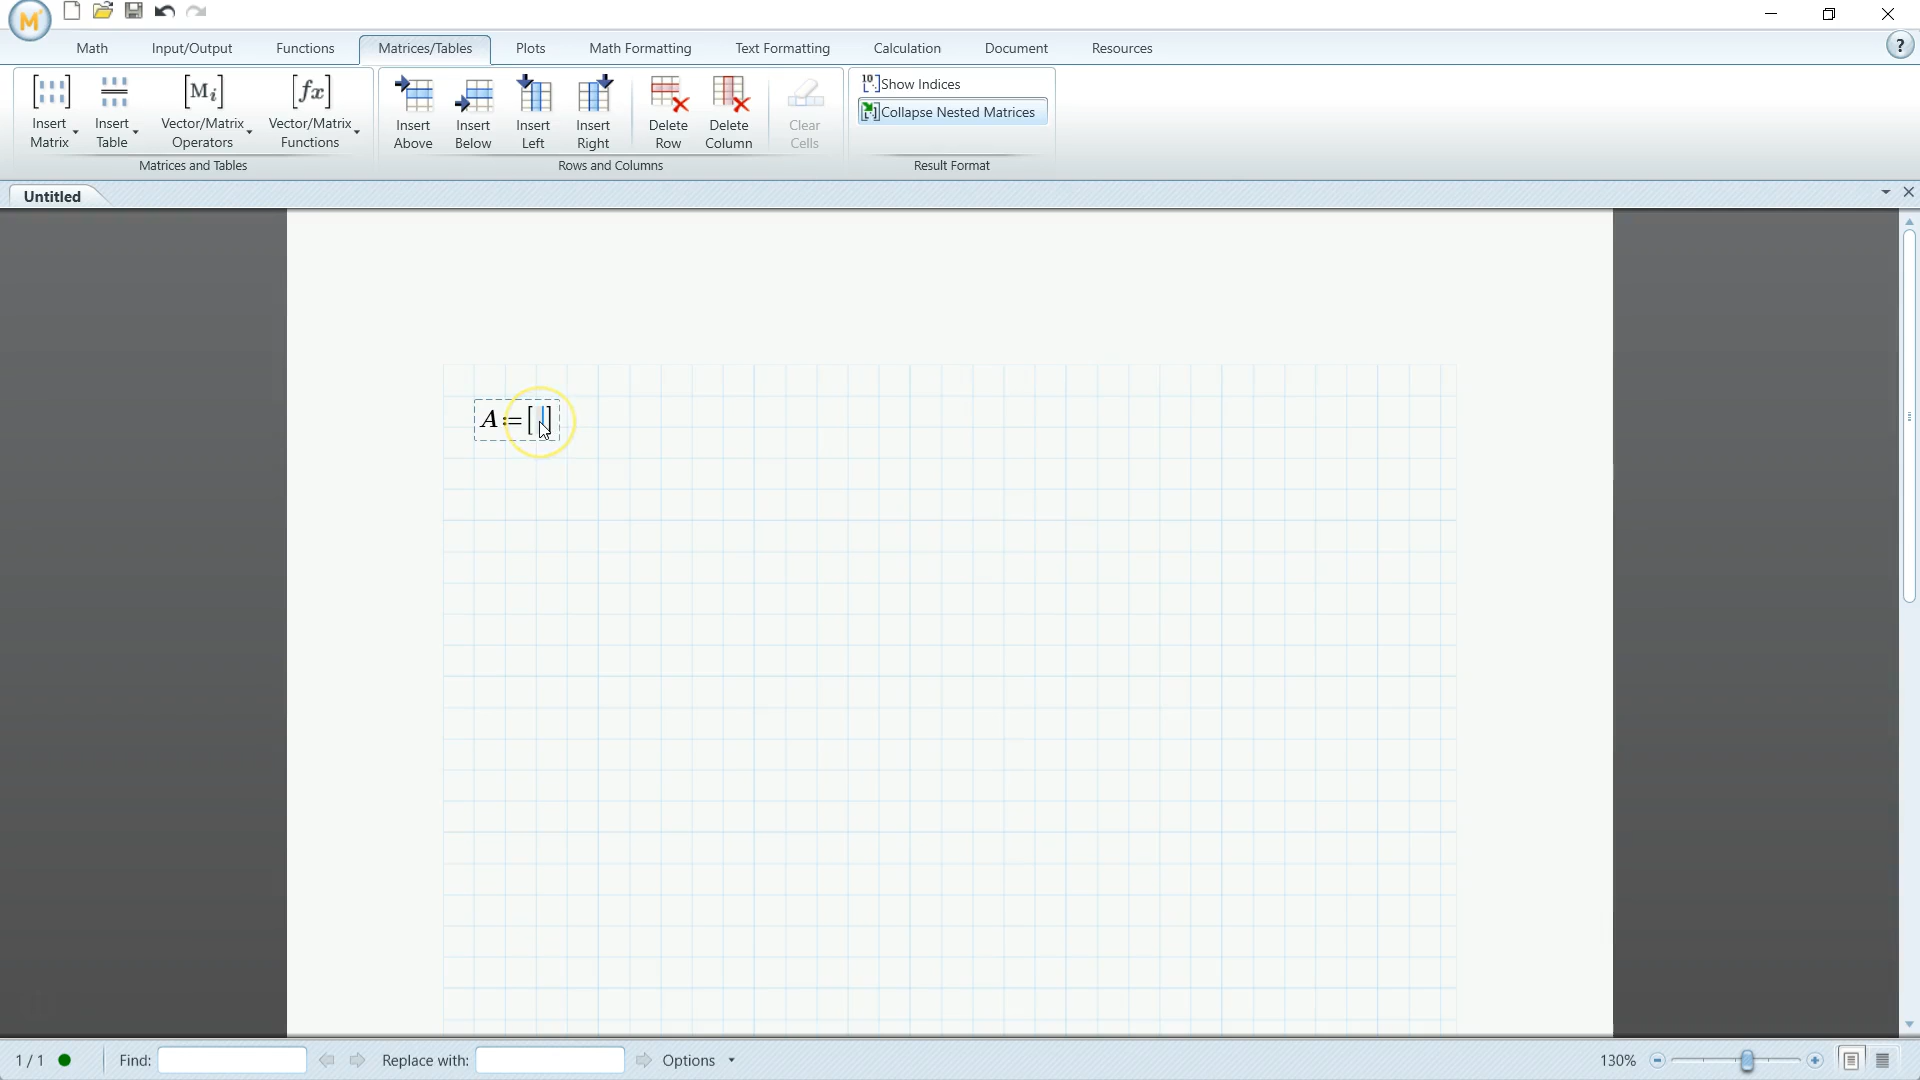 Math Input/Output Functions Matrices/Tables Plots Math Formatting Text Formatting Calculation Document Resources ?
Insert Matrix
Insert Table
[Mi] Vector/Matrix Operators
[fx] Vector/Matrix Functions
Insert Above
Insert Below
Insert Left
Insert Right
Delete Row
Delete Column
Clear Cells
Show Indices
Collapse Nested Matrices
Matrices and Tables
Rows and Columns
Result Format
Untitled
A:=[ ]
1 / 1 Find: Replace with: Options 130%